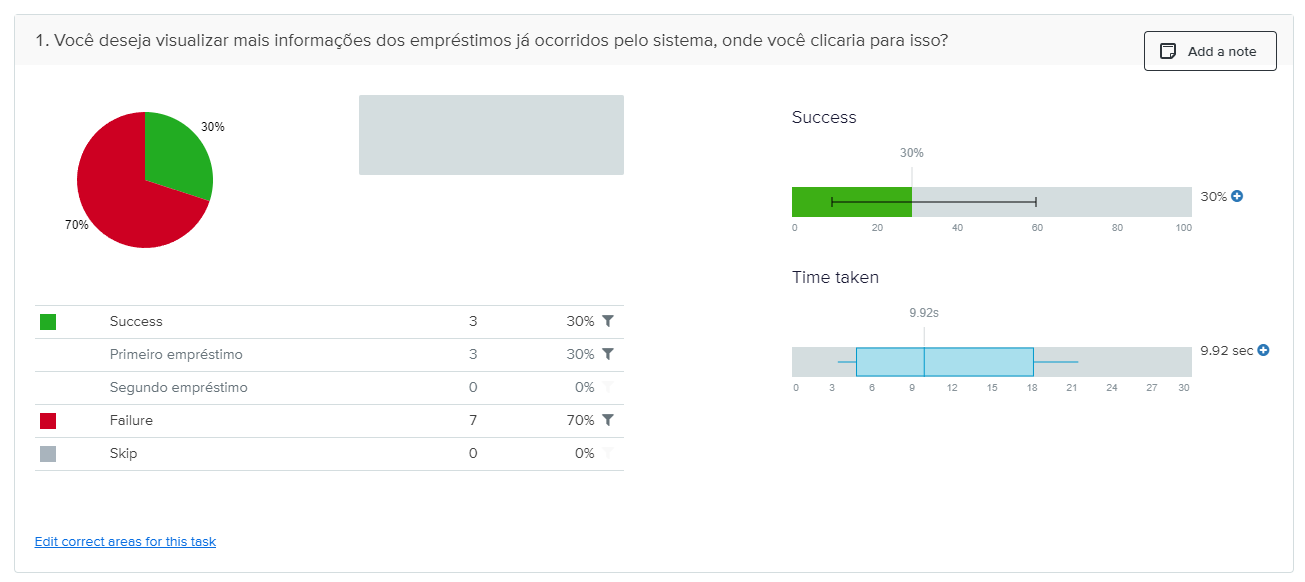 1. Você deseja visualizar mais informações dos empréstimos já ocorridos pelo sistema, onde você clicaria para isso?
Add a note
30%
70%
Success 3 30%
Primeiro empréstimo 3 30%
Segundo empréstimo 0 0%
Failure 7 70%
Skip 0 0%
Edit correct areas for this task
Success
30%
30%
0 20 40 60 80 100
Time taken
9.92s
9.92 sec
0 3 6 9 12 15 18 21 24 27 30